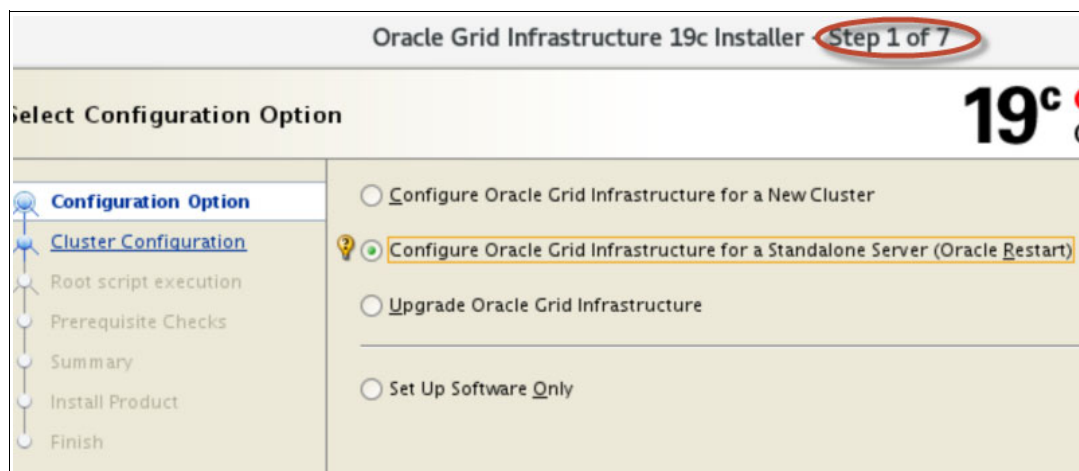 Oracle Grid Infrastructure 19c Installer - Step 1 of 7
Select Configuration Option
19c
Configuration Option
Cluster Configuration
Root script execution
Prerequisite Checks
Summary
Install Product
Finish
Configure Oracle Grid Infrastructure for a New Cluster
Configure Oracle Grid Infrastructure for a Standalone Server (Oracle Restart)
Upgrade Oracle Grid Infrastructure
Set Up Software Only